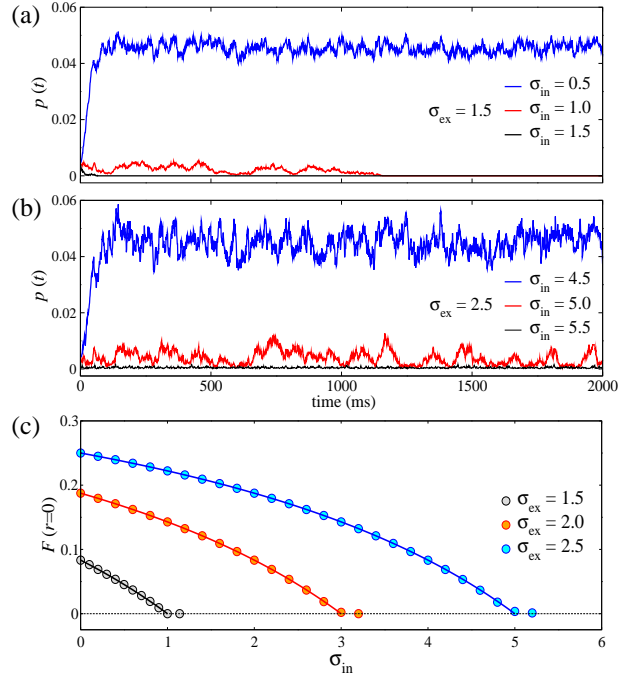 (a)
0.06
0.04
0.02
0
p (t)
σex = 1.5
σin = 0.5
σin = 1.0
σin = 1.5
(b)
0.06
0.04
0.02
0
p (t)
σex = 2.5
σin = 4.5
σin = 5.0
σin = 5.5
0 500 1000 1500 2000
time (ms)
(c)
0.3
0.2
0.1
0
F (r=0)
σex = 1.5
σex = 2.0
σex = 2.5
0 1 2 3 4 5 6
σin